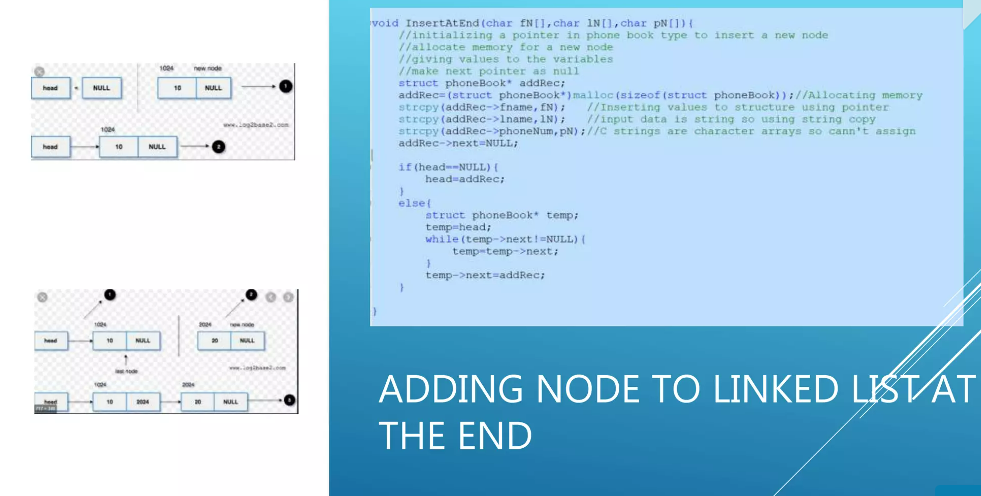 1024 new node
head
NULL
10 NULL
1
www.log2base2.com
1024
head
10 NULL
2
1
2
1024
2024 new node
head
10 NULL
20 NULL
last node
www.log2base2.com
1024
2024
head
10 2024
20 NULL
3
void InsertAtEnd(char fN[],char lN[],char pN[]){
//initializing a pointer in phone book type to insert a new node
//allocate memory for a new node
//giving values to the variables
//make next pointer as null
struct phoneBook* addRec;
addRec=(struct phoneBook*)malloc(sizeof(struct phoneBook));//Allocating memory
strcpy(addRec->fname,fN); //Inserting values to structure using pointer
strcpy(addRec->lname,lN); //input data is string so using string copy
strcpy(addRec->phoneNum,pN);//C strings are character arrays so cann't assign
addRec->next=NULL;
if(head==NULL){
head=addRec;
}
else{
struct phoneBook* temp;
temp=head;
while(temp->next!=NULL){
temp=temp->next;
}
temp->next=addRec;
}
}
ADDING NODE TO LINKED LIST AT
THE END